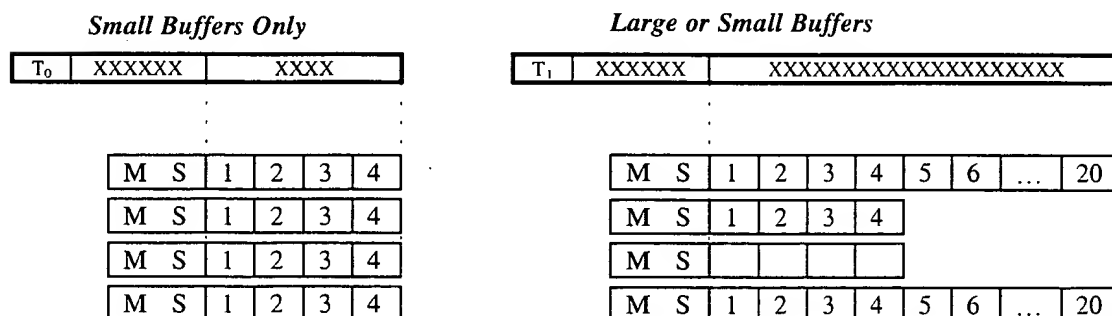 Small Buffers Only
T₀ XXXXXX XXXX
M S 1 2 3 4
M S 1 2 3 4
M S 1 2 3 4
M S 1 2 3 4
Large or Small Buffers
T₁ XXXXXX XXXXXXXXXXXXXXXXXXXX
M S 1 2 3 4 5 6 ... 20
M S 1 2 3 4
M S
M S 1 2 3 4 5 6 ... 20